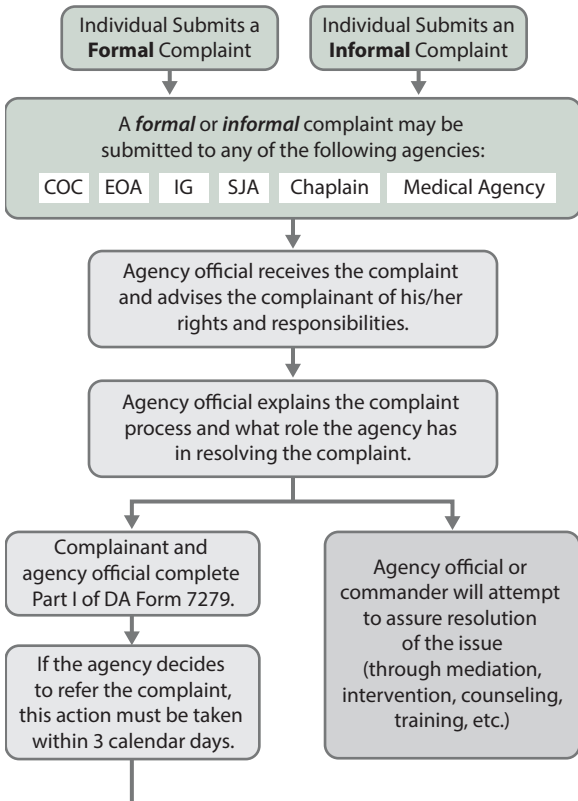 Individual Submits a
Formal Complaint
Individual Submits an
Informal Complaint
A formal or informal complaint may be
submitted to any of the following agencies:
COC EOA IG SJA Chaplain Medical Agency
Agency official receives the complaint
and advises the complainant of his/her
rights and responsibilities.
Agency official explains the complaint
process and what role the agency has
in resolving the complaint.
Complainant and
agency official complete
Part I of DA Form 7279.
If the agency decides
to refer the complaint,
this action must be taken
within 3 calendar days.
Agency official or
commander will attempt
to assure resolution
of the issue
(through mediation,
intervention, counseling,
training, etc.)